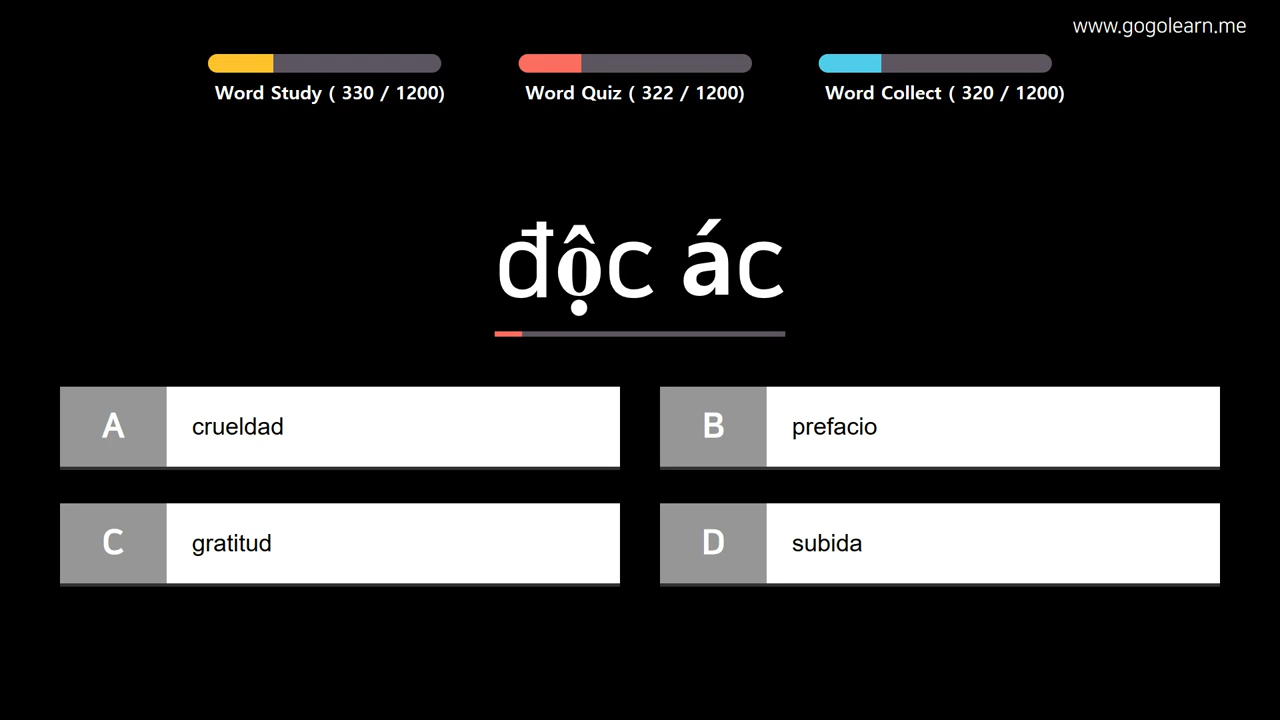 www.gogolearn.me
Word Study ( 330 / 1200)
Word Quiz ( 322 / 1200)
Word Collect ( 320 / 1200)
độc ác
A crueldad
B prefacio
C gratitud
D subida